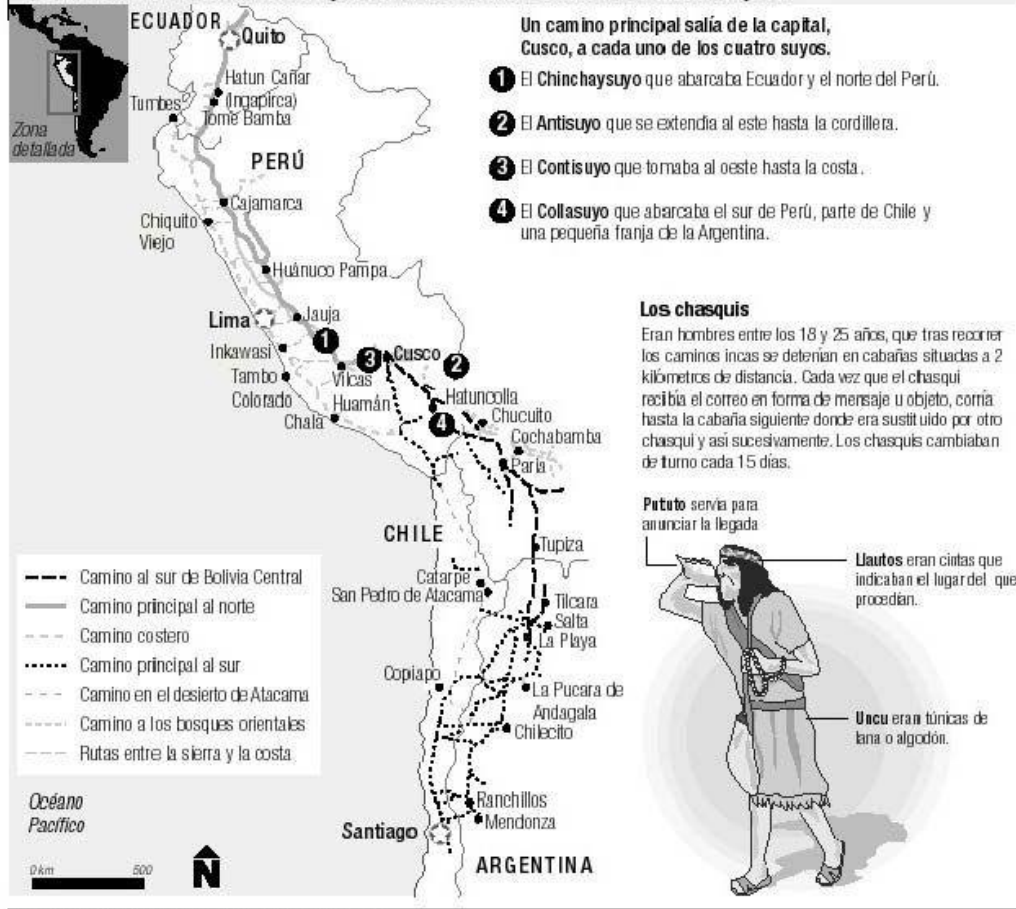 ECUADOR
Quito
Hatun Cañar
(Ingapirca)
Tumbes
Tome Bamba
Zona
detallada
PERÚ
Cajamarca
Chiquito
Viejo
Huánuco Pampa
Lima
Jauja
1
3
Cusco
2
Inkawasi
Vilcas
Huamán
Tambo
Colorado
Hatuncolla
Chucuito
Chala
4
Cochabamba
Paria
CHILE
Tupiza
Catarpe
San Pedro de Atacama
Tilcara
Salta
La Playa
Copiapo
La Pucara de
Andagala
Chilecito
Ranchillos
Santiago
Mendonza
ARGENTINA
Camino al sur de Bolivia Central
Camino principal al norte
Camino costero
Camino principal al sur
Camino en el desierto de Atacama
Camino a los bosques orientales
Rutas entre la sierra y la costa
Océano
Pacífico
0 km 500
N
Un camino principal salía de la capital,
Cusco, a cada uno de los cuatro suyos.
1 El Chinchaysuyo que abarcaba Ecuador y el norte del Perú.
2 El Antisuyo que se extendia al este hasta la cordillera.
3 El Contisuyo que tomaba al oeste hasta la costa.
4 El Collasuyo que abarcaba el sur de Perú, parte de Chile y
una pequeña franja de la Argentina.
Los chasquis
Eran hombres entre los 18 y 25 años, que tras recorrer
los caminos incas se detenían en cabañas situadas a 2
kilómetros de distancia. Cada vez que el chasqui
recibía el correo en forma de mensaje u objeto, corría
hasta la cabaña siguiente donde era sustituido por otro
chasqui y así sucesivamente. Los chasquis cambiaban
de turno cada 15 días.
Pututo servía para
anunciar la llegada
Llautos eran cintas que
indicaban el lugar del que
procedían.
Uncu eran túnicas de
lana o algodón.